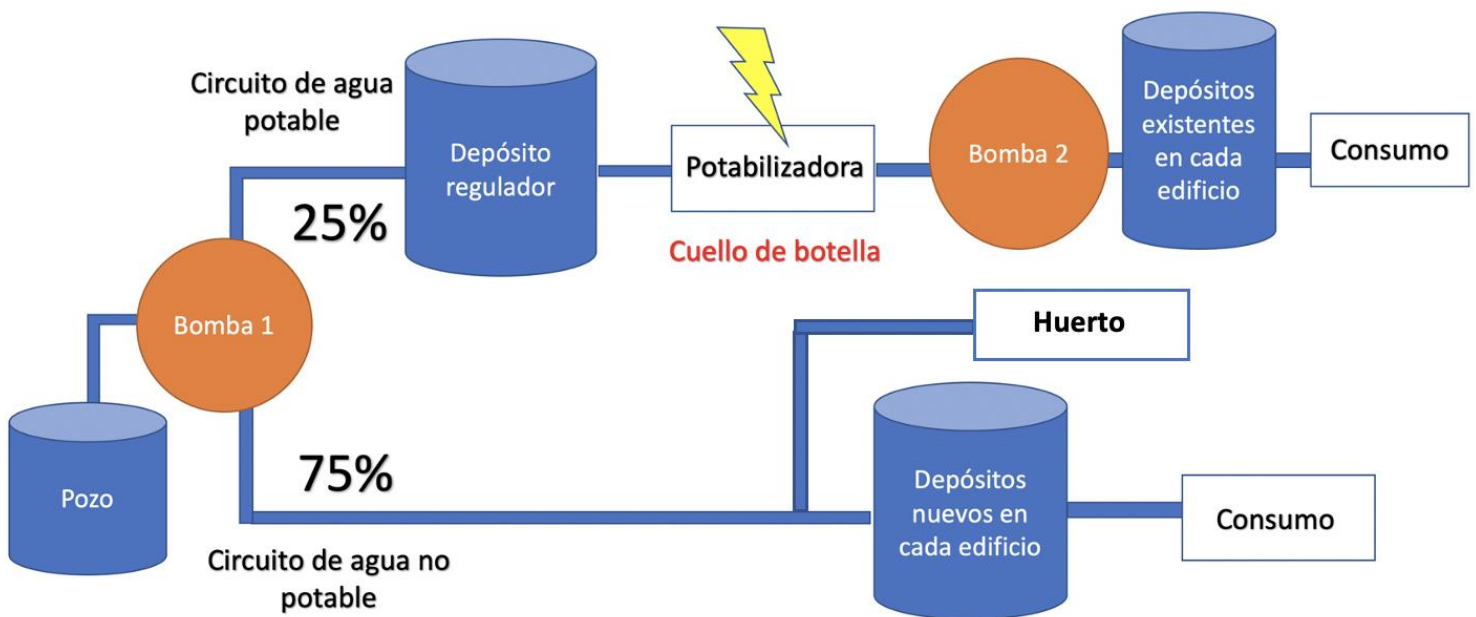 Circuito de agua
potable
25%
Depósito
regulador
Potabilizadora
Cuello de botella
Bomba 2
Depósitos
existentes
en cada
edificio
Consumo
Bomba 1
Pozo
75%
Circuito de agua no
potable
Huerto
Depósitos
nuevos en
cada edificio
Consumo